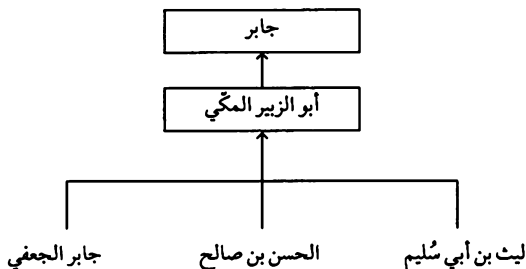 جابر
أبو الزبير المكّي
ليث بن أبي سُليم
الحسن بن صالح
جابر الجعفي